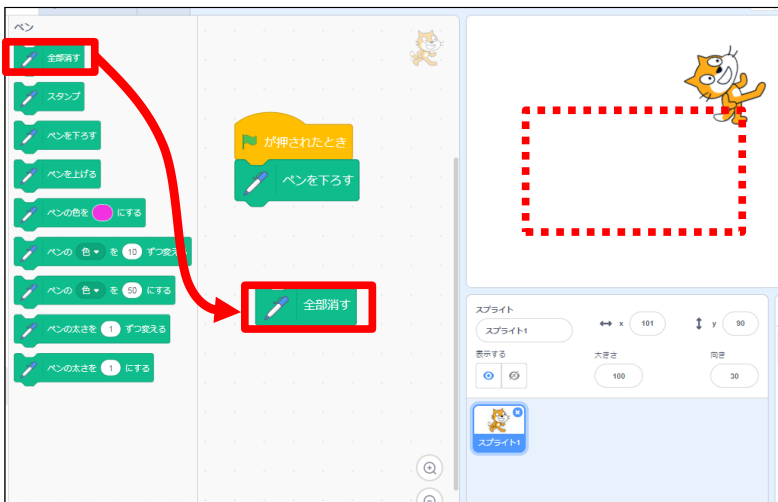 ペン
全部消す
スタンプ
ペンを下ろす
ペンを上げる
ペンの色を にする
ペンの 色 を 10 ずつ変える
ペンの 色 を 50 にする
ペンの太さを 1 ずつ変える
ペンの太さを 1 にする
が押されたとき
ペンを下ろす
全部消す
スプライト
スプライト1
x 101
y 90
表示する
大きさ
向き
100
30
スプライト1